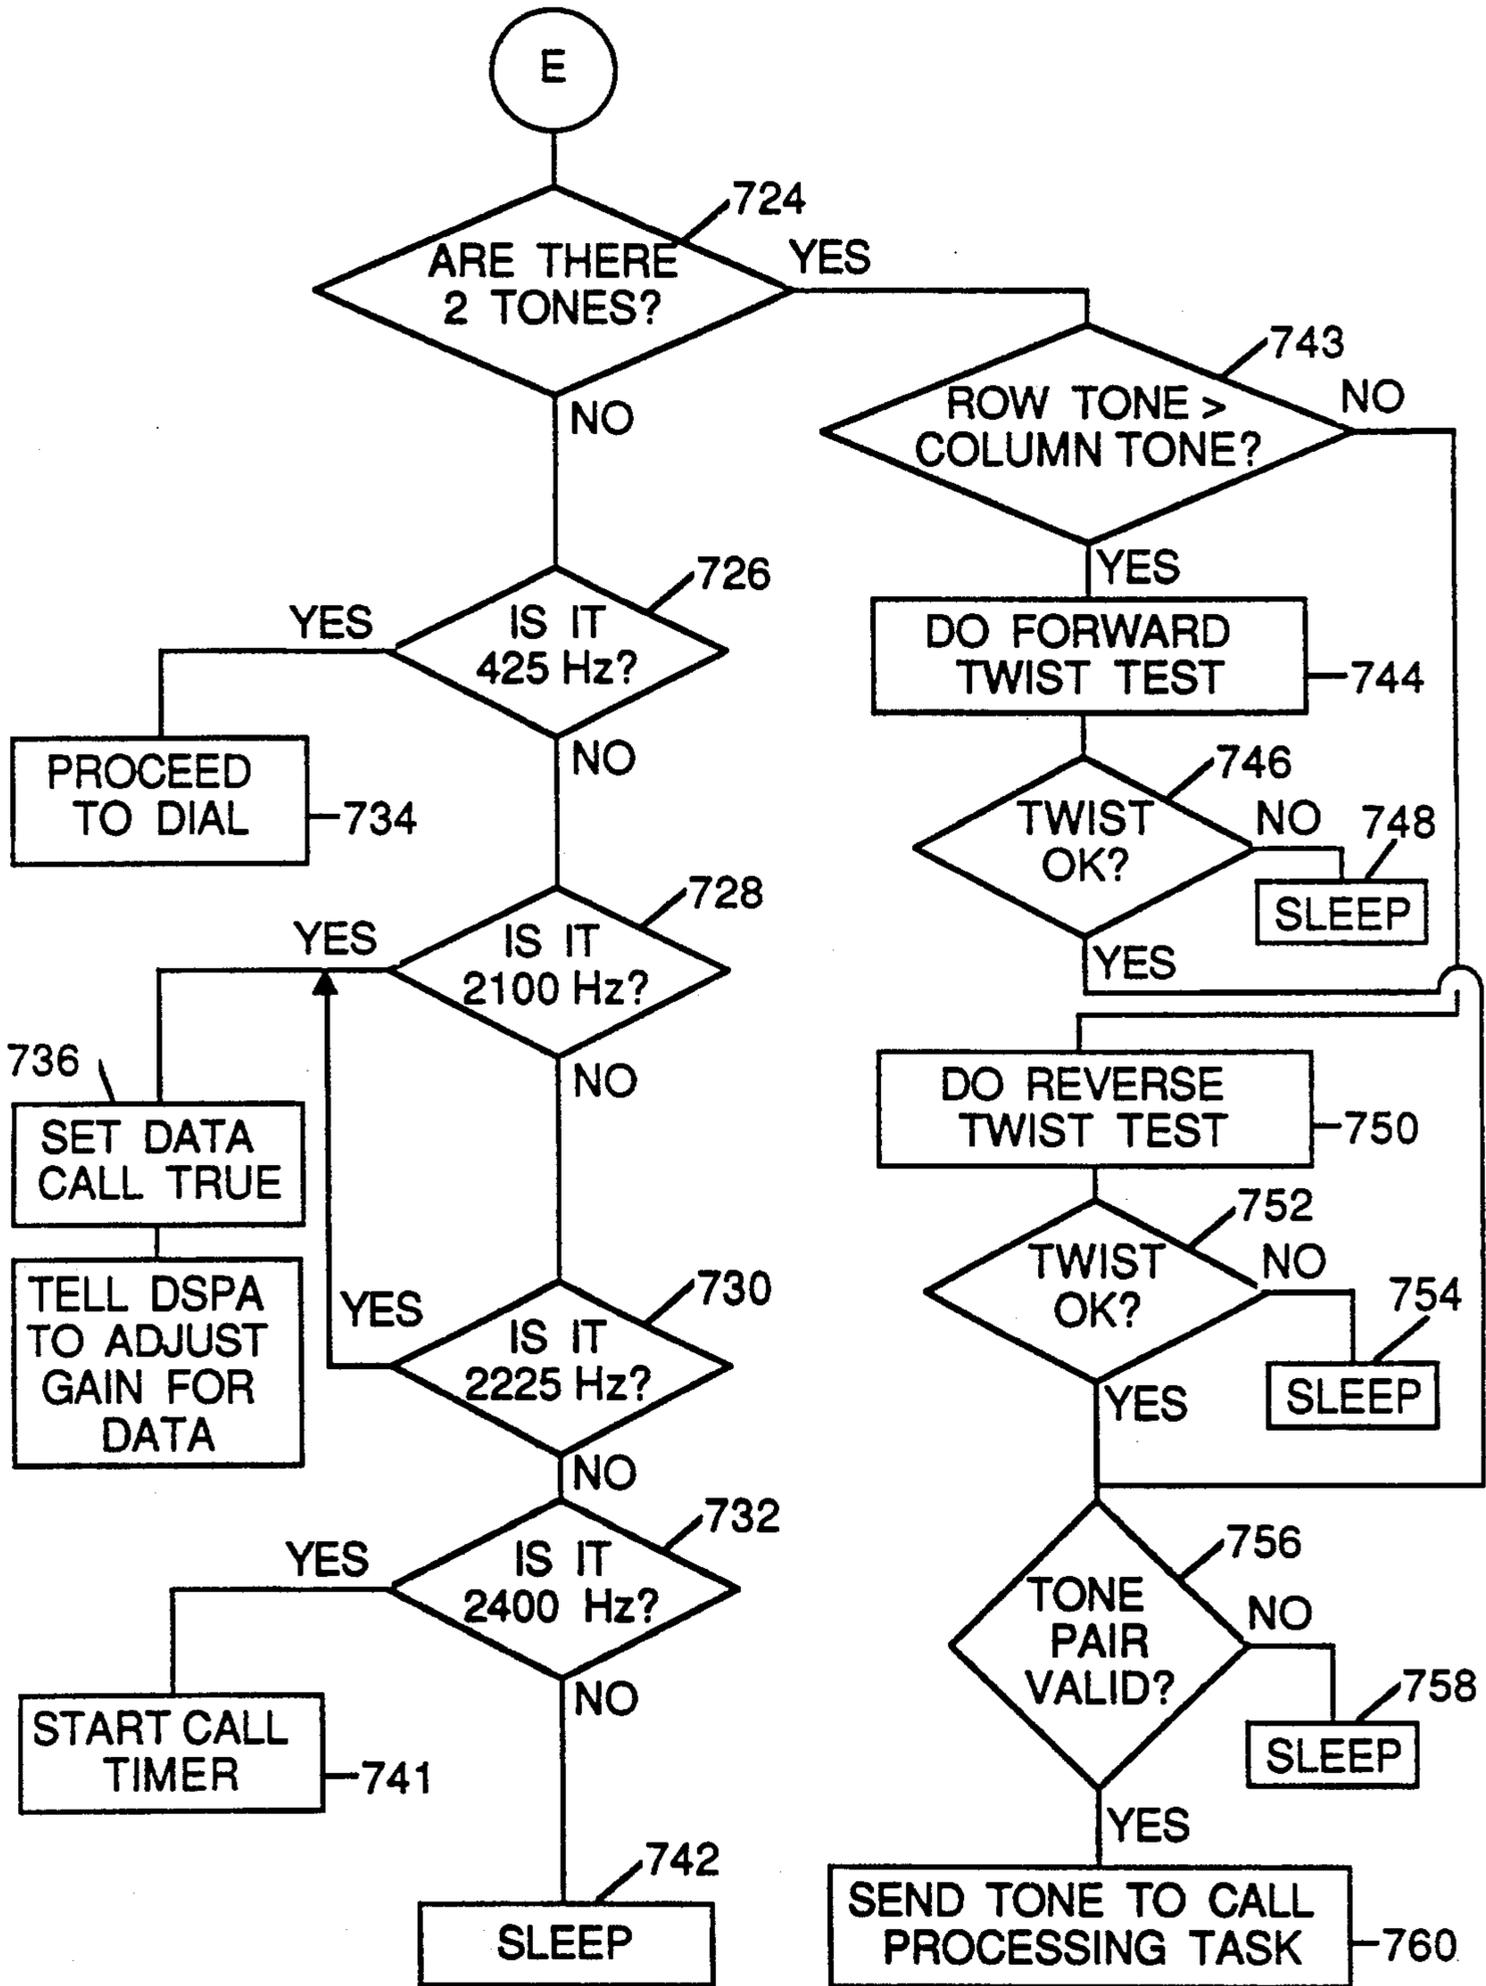 E
724
ARE THERE
2 TONES?
YES
NO
743
ROW TONE >
COLUMN TONE?
NO
YES
726
IS IT
425 Hz?
YES
NO
DO FORWARD
TWIST TEST
744
PROCEED
TO DIAL
734
746
TWIST
OK?
NO
748
SLEEP
YES
728
IS IT
2100 Hz?
YES
NO
736
SET DATA
CALL TRUE
TELL DSPA
TO ADJUST
GAIN FOR
DATA
DO REVERSE
TWIST TEST
750
752
TWIST
OK?
NO
754
SLEEP
YES
730
IS IT
2225 Hz?
YES
NO
732
IS IT
2400 Hz?
YES
NO
START CALL
TIMER
741
742
SLEEP
756
TONE
PAIR
VALID?
NO
758
SLEEP
YES
SEND TONE TO CALL
PROCESSING TASK
760